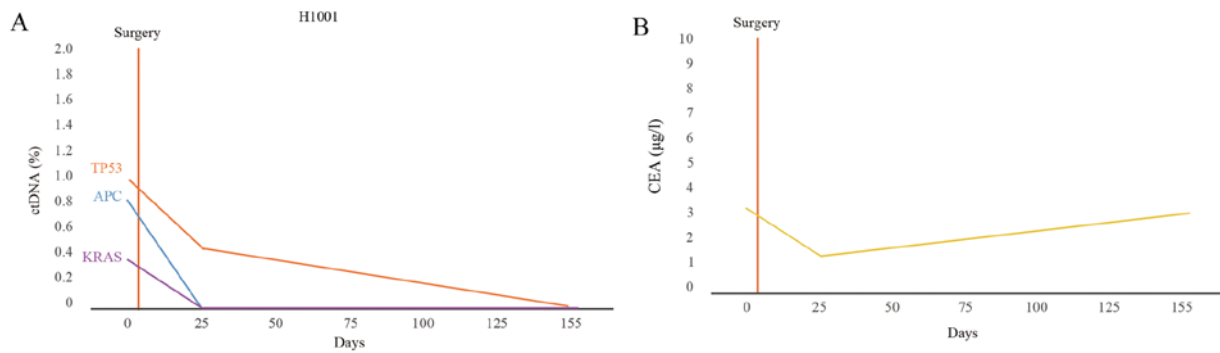 A
H1001
Surgery
2.0
1.8
1.6
1.4
1.2
1.0
0.8
0.6
0.4
0.2
0
ctDNA (%)
TP53
APC
KRAS
0 25 50 75 100 125 155
Days
B
Surgery
10
9
8
7
6
5
4
3
2
1
0
CEA (µg/l)
0 25 50 75 100 125 155
Days